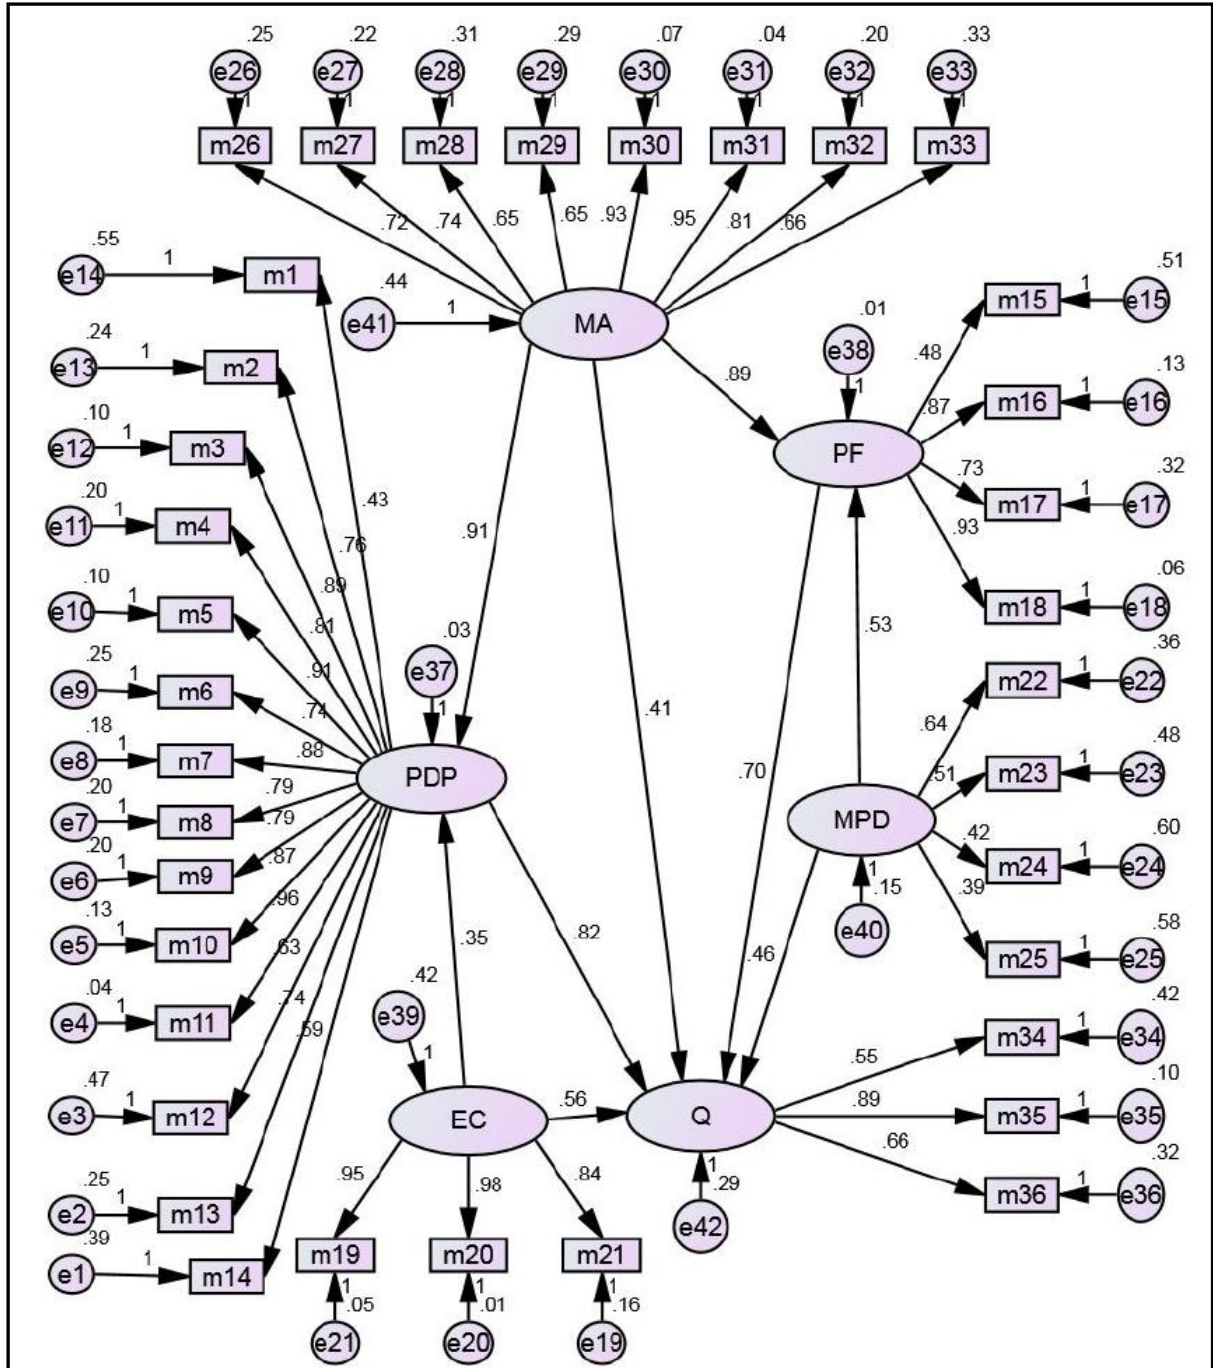 .25 .22 .31 .29 .07 .04 .20 .33
e26 e27 e28 e29 e30 e31 e32 e33
1 1 1 1 1 1 1 1
m26 m27 m28 m29 m30 m31 m32 m33
.72 .74 .65 .65 .93 .95 .81 .66
.55
e14 1 m1
.44
e41 1 MA
.51
m15 1 e15
.01
e38
1
.24
e13 1 m2
.89
.48
.13
.87 m16 1 e16
.10
e12 1 m3
PF
.73
.32
m17 1 e17
.93
.20
e11 1 m4
.43
.91
.76
.89
.81
.91
.74
.88
.79
.79
.87
.96
.63
.74
.59
.10
e10 1 m5
.06
m18 1 e18
.53
.03
e37
1
.25
e9 1 m6
.36
m22 1 e22
.64
.41
.18
e8 1 m7
PDP
.70
.48
.51 m23 1 e23
.20
e7 1 m8
MPD
.60
.42 m24 1 e24
.39
.20
e6 1 m9
1
.15
e40
.13
e5 1 m10
.35
.82
.46
.58
m25 1 e25
.04
e4 1 m11
.42
e39
1
.42
.55 m34 1 e34
.47
e3 1 m12
EC
.56
Q
.10
.89 m35 1 e35
.66
.32
m36 1 e36
1
.29
e42
.25
e2 1 m13
.95 .98 .84
.39
e1 1 m14
m19 m20 m21
1 1 1
.05 .01 .16
e21 e20 e19